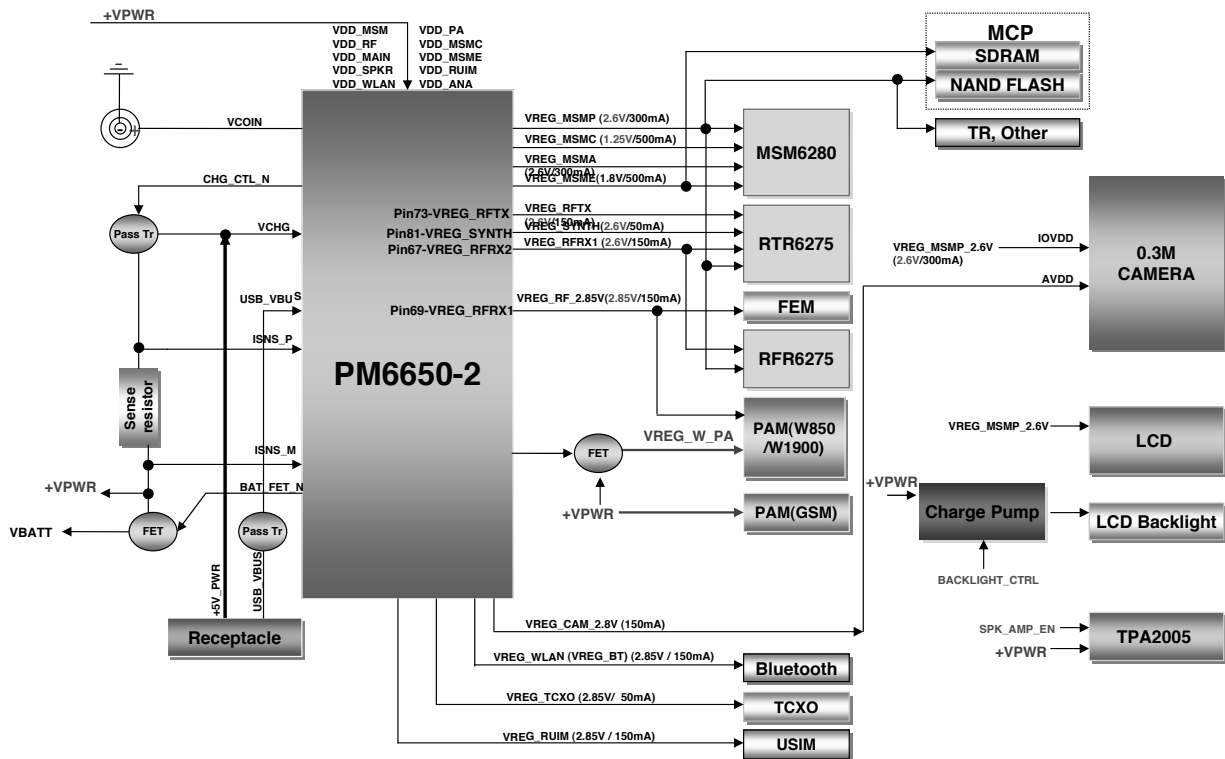 +VPWR
VDD_MSM VDD_PA
VDD_RF VDD_MSMC
VDD_MAIN VDD_MSME
VDD_SPKR VDD_RUIM
VDD_WLAN VDD_ANA
MCP
SDRAM
NAND FLASH
TR, Other
VCOIN
CHG_CTL_N
Pass Tr
VCHG
USB_VBUS
ISNS_P
Sense
resistor
ISNS_M
+VPWR
BAT_FET_N
VBATT
FET
Pass Tr
+5V_PWR
USB_VBUS
Receptacle
PM6650-2
Pin73-VREG_RFTX
Pin81-VREG_SYNTH
Pin67-VREG_RFRX2
Pin69-VREG_RFRX1
VREG_MSMP (2.6V/300mA)
VREG_MSMC (1.25V/500mA)
VREG_MSMA
(2.6V/300mA)
VREG_MSME(1.8V/500mA)
MSM6280
VREG_RFTX
(2.6V/150mA)
VREG_SYNTH(2.6V/50mA)
VREG_RFRX1 (2.6V/150mA)
RTR6275
VREG_RF_2.85V(2.85V/150mA)
FEM
RFR6275
VREG_W_PA
FET
PAM(W850
/W1900)
+VPWR
PAM(GSM)
VREG_MSMP_2.6V
(2.6V/300mA)
IOVDD
AVDD
0.3M
CAMERA
VREG_MSMP_2.6V
LCD
+VPWR
Charge Pump
LCD Backlight
BACKLIGHT_CTRL
SPK_AMP_EN
+VPWR
TPA2005
VREG_CAM_2.8V (150mA)
VREG_WLAN (VREG_BT) (2.85V / 150mA)
Bluetooth
VREG_TCXO (2.85V/ 50mA)
TCXO
VREG_RUIM (2.85V / 150mA)
USIM